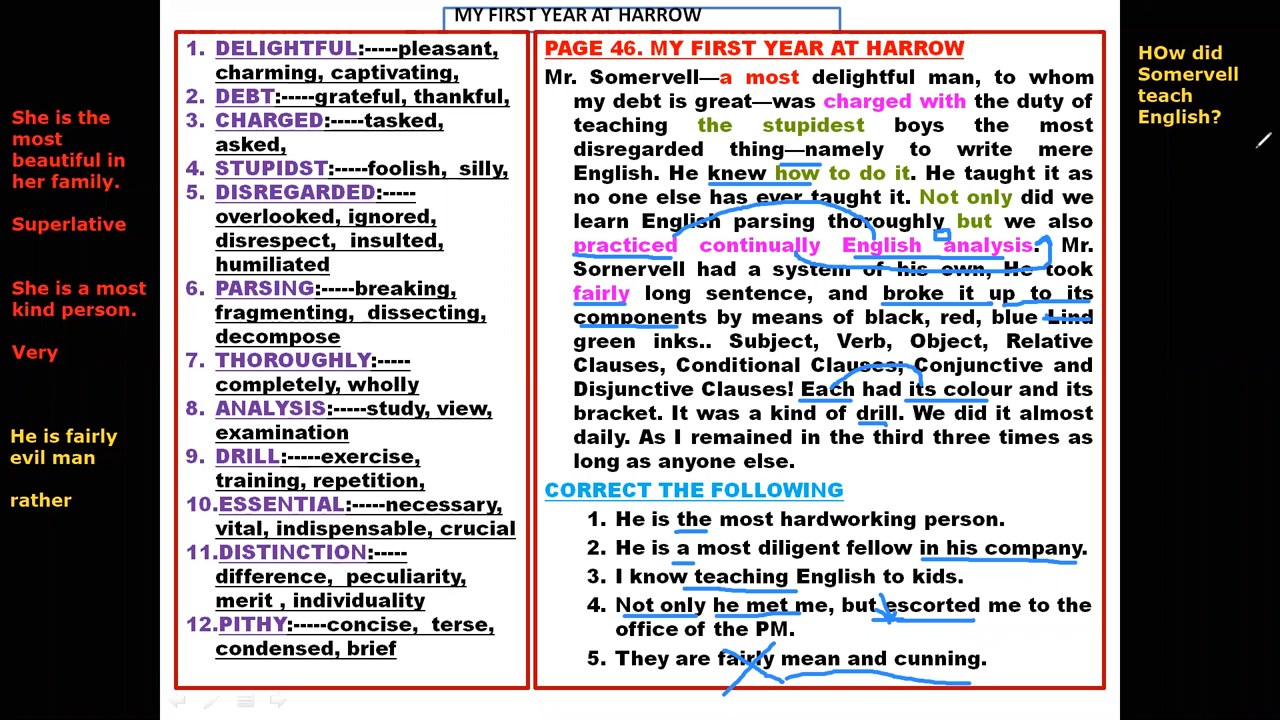 MY FIRST YEAR AT HARROW
She is the
most
beautiful in
her family.
Superlative
She is a most
kind person.
Very
He is fairly
evil man
rather
1. DELIGHTFUL:-----pleasant,
charming, captivating,
2. DEBT:-----grateful, thankful,
3. CHARGED:-----tasked,
asked,
4. STUPIDST:-----foolish, silly,
5. DISREGARDED:-----
overlooked, ignored,
disrespect, insulted,
humiliated
6. PARSING:-----breaking,
fragmenting, dissecting,
decompose
7. THOROUGHLY:-----
completely, wholly
8. ANALYSIS:-----study, view,
examination
9. DRILL:-----exercise,
training, repetition,
10.ESSENTIAL:-----necessary,
vital, indispensable, crucial
11.DISTINCTION:-----
difference, peculiarity,
merit , individuality
12.PITHY:-----concise, terse,
condensed, brief
PAGE 46. MY FIRST YEAR AT HARROW
Mr. Somervell—a most delightful man, to whom
my debt is great—was charged with the duty of
teaching the stupidest boys the most
disregarded thing—namely to write mere
English. He knew how to do it. He taught it as
no one else has ever taught it. Not only did we
learn English parsing thoroughly but we also
practiced continually English analysis. Mr.
Sornervell had a system of his own, He took
fairly long sentence, and broke it up to its
components by means of black, red, blue Lind
green inks.. Subject, Verb, Object, Relative
Clauses, Conditional Clauses; Conjunctive and
Disjunctive Clauses! Each had its colour and its
bracket. It was a kind of drill. We did it almost
daily. As I remained in the third three times as
long as anyone else.
CORRECT THE FOLLOWING
1. He is the most hardworking person.
2. He is a most diligent fellow in his company.
3. I know teaching English to kids.
4. Not only he met me, but escorted me to the
office of the PM.
5. They are fairly mean and cunning.
HOw did
Somervell
teach
English?